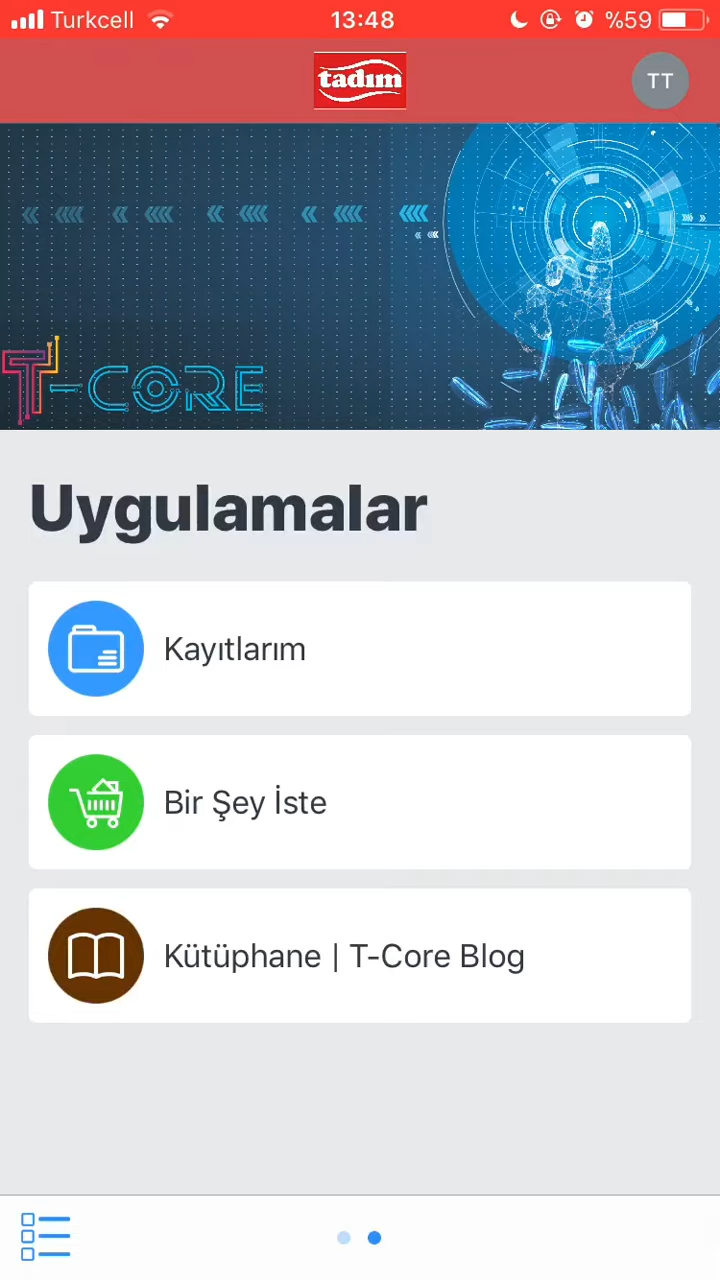 Turkcell 13:48 %59
tadım TT
T-CORE
Uygulamalar
Kayıtlarım
Bir Şey İste
Kütüphane | T-Core Blog